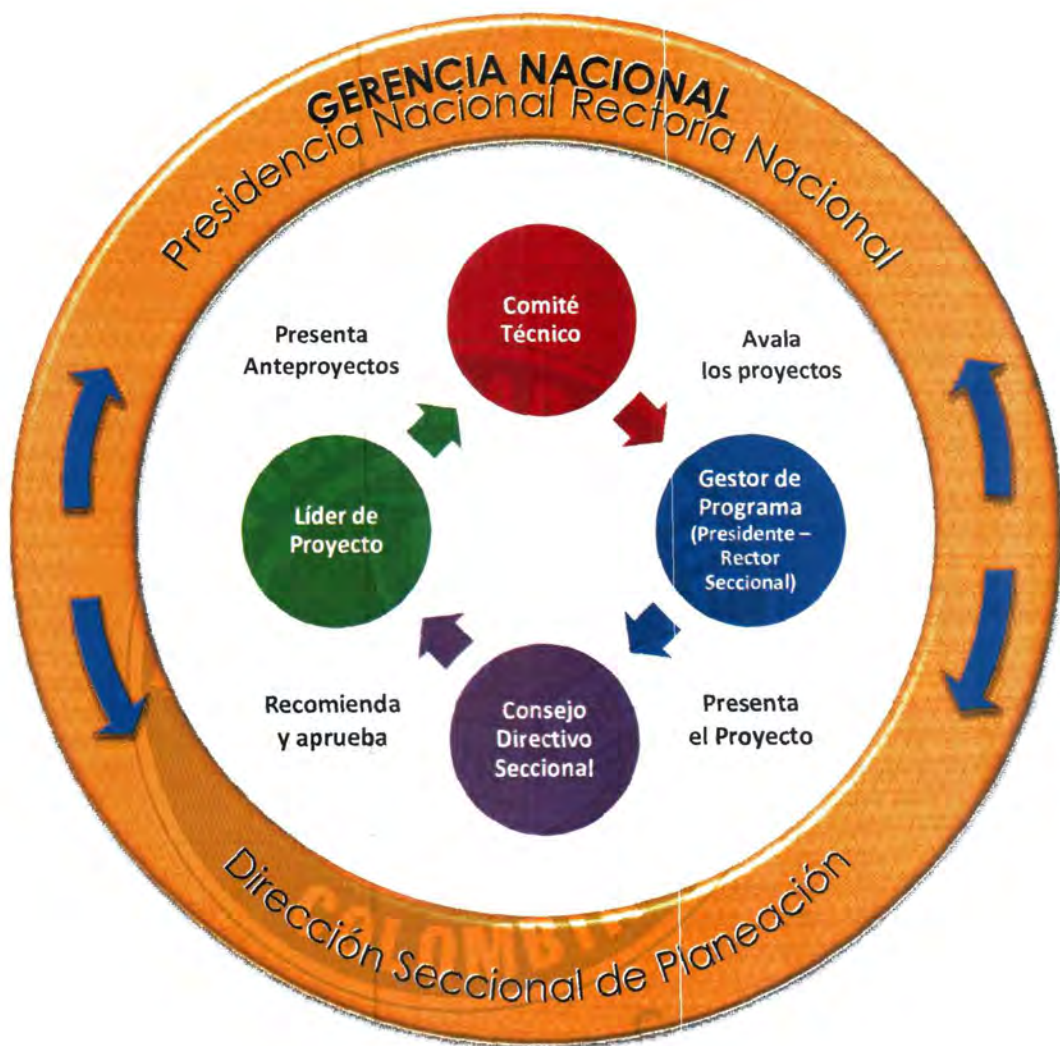 GERENCIA NACIONAL
Presidencia Nacional Rectoría Nacional
Comité
Técnico
Presenta
Anteproyectos
Avala
los proyectos
Líder de
Proyecto
Gestor de
Programa
(Presidente –
Rector
Seccional)
Recomienda
y aprueba
Consejo
Directivo
Seccional
Presenta
el Proyecto
COLOMBIA
Dirección Seccional de Planeación